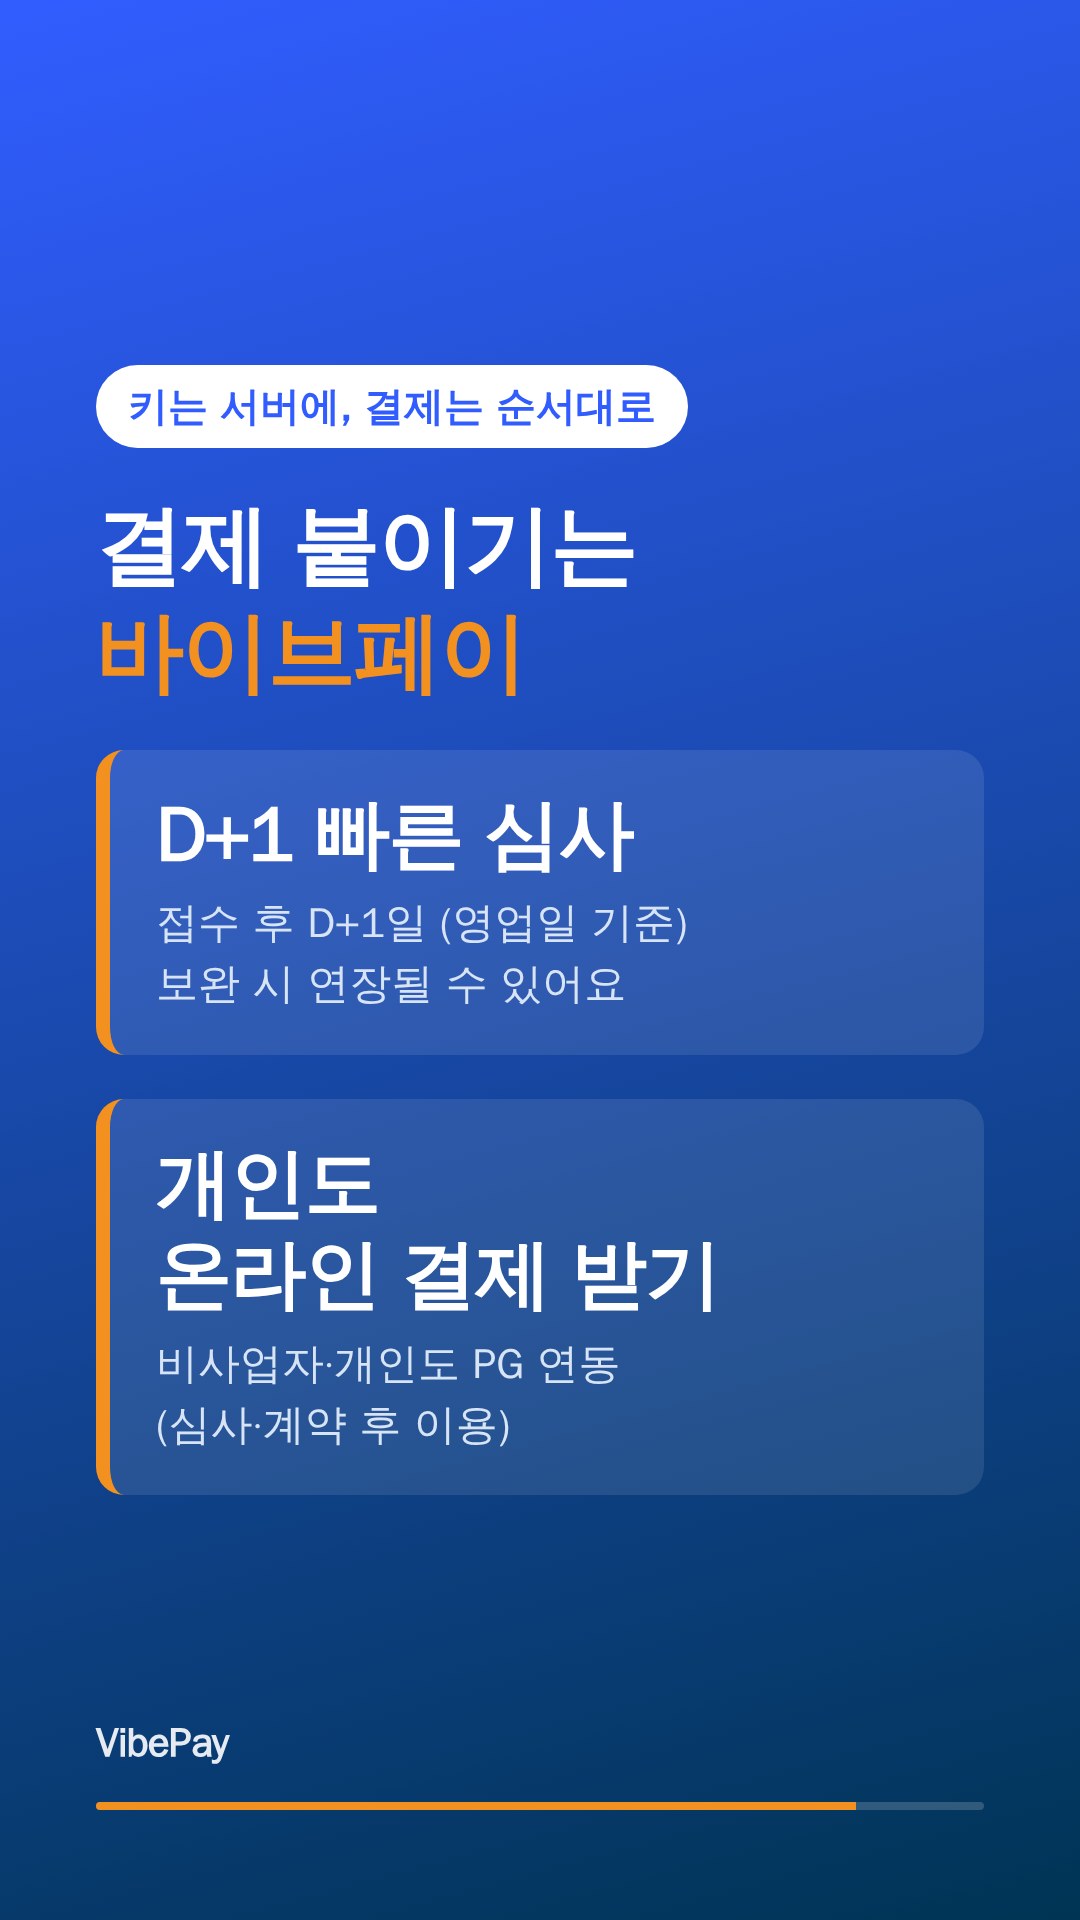 키는 서버에, 결제는 순서대로
결제 붙이기는
바이브페이
D+1 빠른 심사
접수 후 D+1일 (영업일 기준)
보완 시 연장될 수 있어요
개인도
온라인 결제 받기
비사업자·개인도 PG 연동
(심사·계약 후 이용)
VibePay